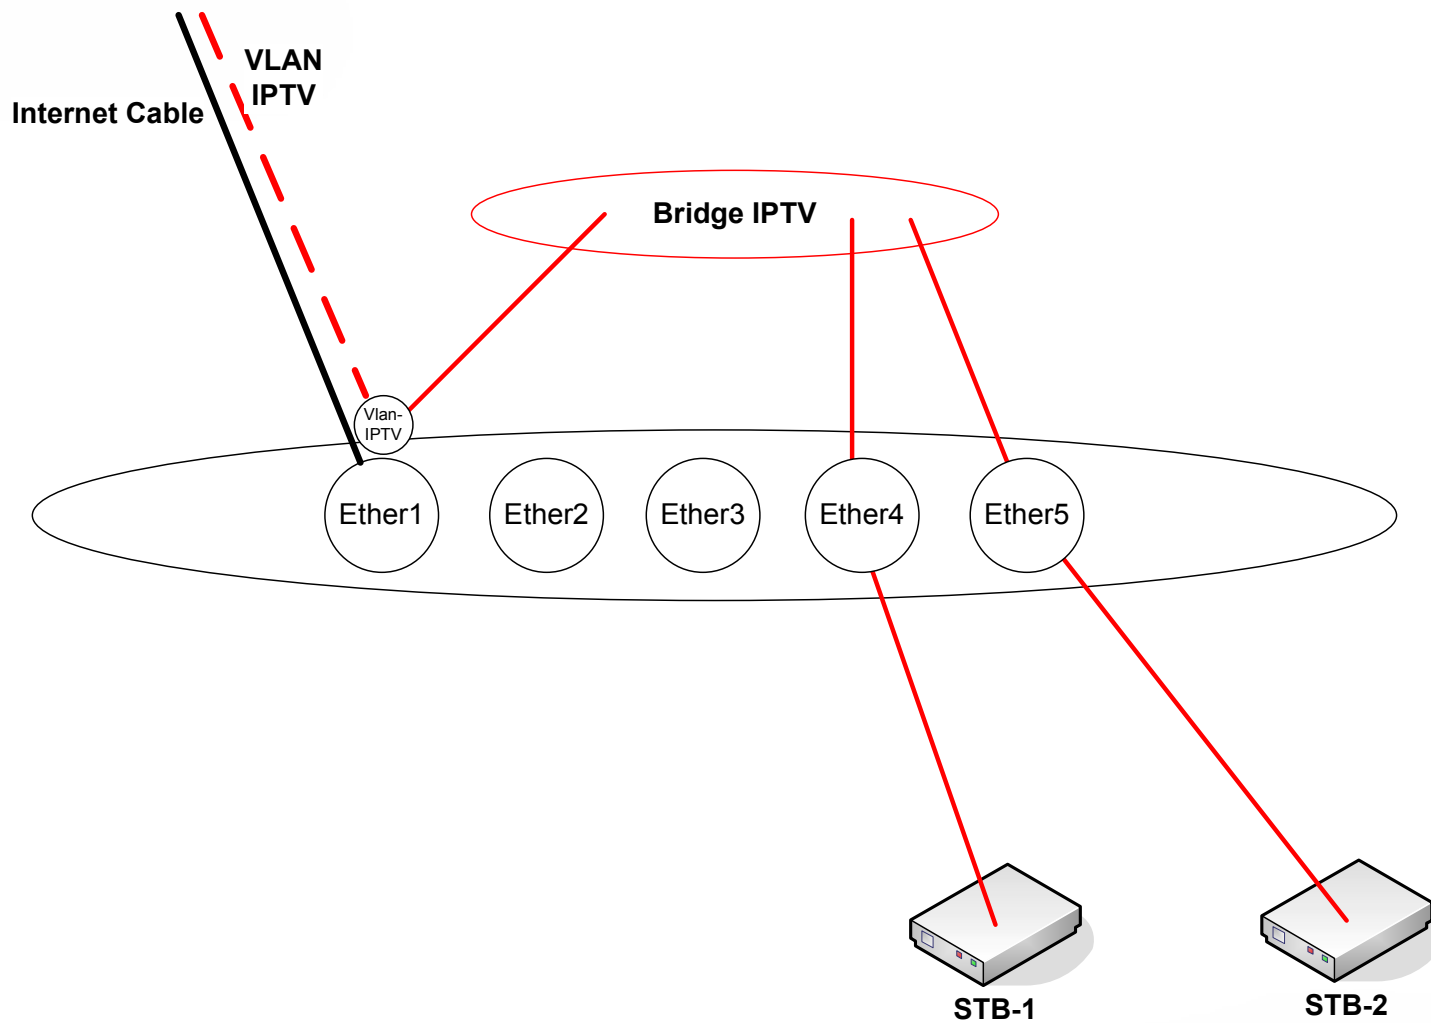 VLAN
IPTV
Internet Cable
Bridge IPTV
Vlan-
IPTV
Ether1
Ether2
Ether3
Ether4
Ether5
STB-1
STB-2